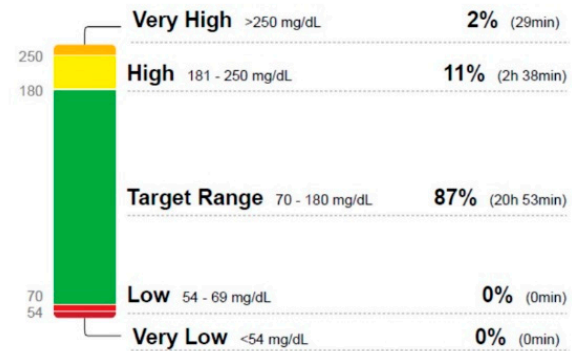 Very High >250 mg/dL 2% (29min)
250
High 181 - 250 mg/dL 11% (2h 38min)
180
Target Range 70 - 180 mg/dL 87% (20h 53min)
70
Low 54 - 69 mg/dL 0% (0min)
54
Very Low <54 mg/dL 0% (0min)